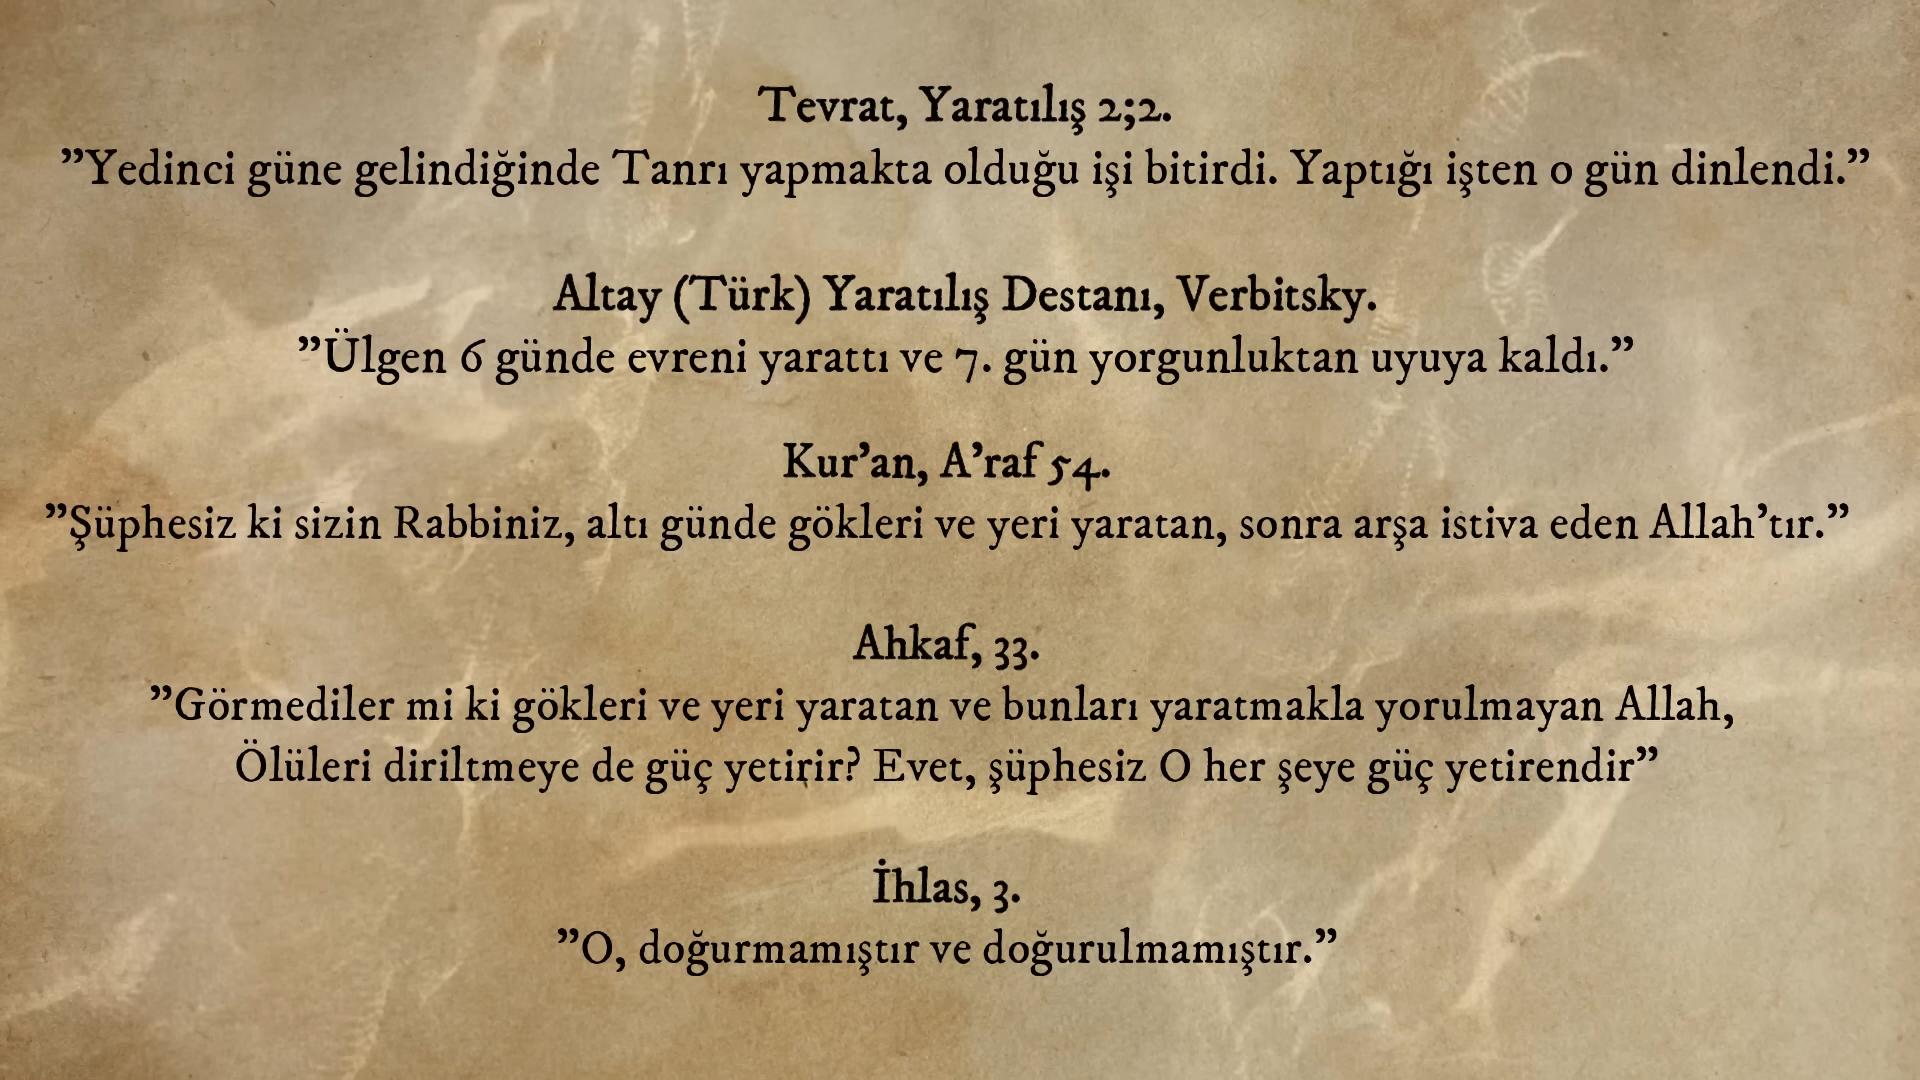 Tevrat, Yaratılış 2;2.
”Yedinci güne gelindiğinde Tanrı yapmakta olduğu işi bitirdi. Yaptığı işten o gün dinlendi.”
Altay (Türk) Yaratılış Destanı, Verbitsky.
”Ülgen 6 günde evreni yarattı ve 7. gün yorgunluktan uyuya kaldı.”
Kur’an, A’raf 54.
”Şüphesiz ki sizin Rabbiniz, altı günde gökleri ve yeri yaratan, sonra arşa istiva eden Allah’tır.”
Ahkaf, 33.
”Görmediler mi ki gökleri ve yeri yaratan ve bunları yaratmakla yorulmayan Allah,
Ölüleri diriltmeye de güç yetirir? Evet, şüphesiz O her şeye güç yetirendir”
İhlas, 3.
”O, doğurmamıştır ve doğurulmamıştır.”